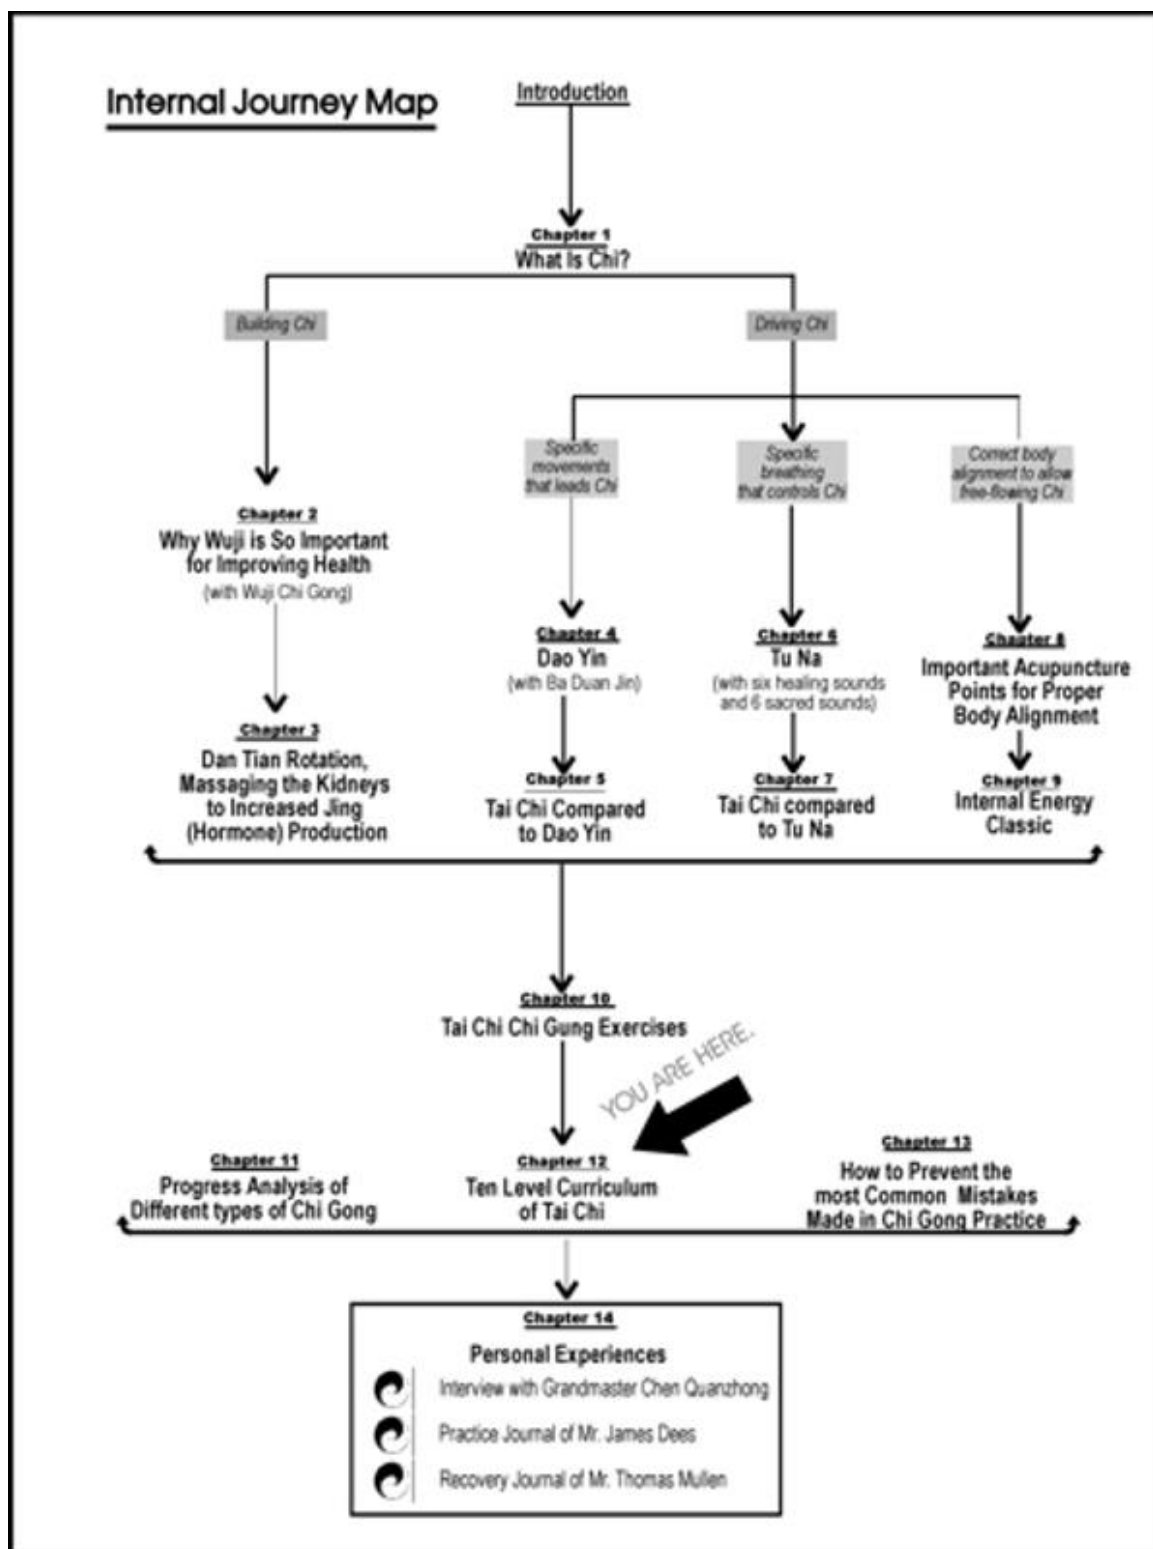 Internal Journey Map
Introduction
Chapter 1
What Is Chi?
Building Chi
Driving Chi
Specific
movements
that leads Chi
Specific
breathing
that controls Chi
Correct body
alignment to allow
free-flowing Chi
Chapter 2
Why Wuji is So Important
for Improving Health
(with Wuji Chi Gong)
Chapter 3
Dan Tian Rotation,
Massaging the Kidneys
to Increased Jing
(Hormone) Production
Chapter 4
Dao Yin
(with Ba Duan Jin)
Chapter 5
Tai Chi Compared
to Dao Yin
Chapter 6
Tu Na
(with six healing sounds
and 6 sacred sounds)
Chapter 7
Tai Chi compared
to Tu Na
Chapter 8
Important Acupuncture
Points for Proper
Body Alignment
Chapter 9
Internal Energy
Classic
Chapter 10
Tai Chi Chi Gung Exercises
YOU ARE HERE.
Chapter 11
Progress Analysis of
Different types of Chi Gong
Chapter 12
Ten Level Curriculum
of Tai Chi
Chapter 13
How to Prevent the
most Common Mistakes
Made in Chi Gong Practice
Chapter 14
Personal Experiences
Interview with Grandmaster Chen Quanzhong
Practice Journal of Mr. James Dees
Recovery Journal of Mr. Thomas Mullen